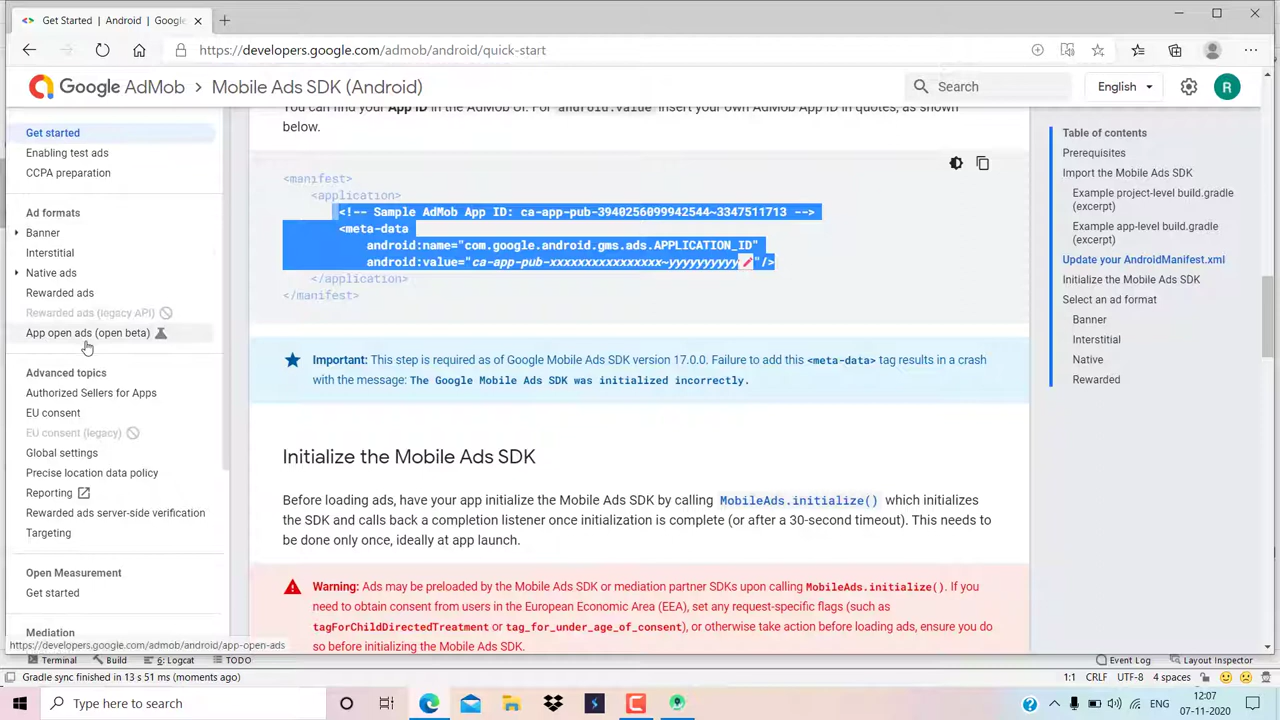 Get Started | Android | Google
https://developers.google.com/admob/android/quick-start
Google AdMob > Mobile Ads SDK (Android)
Search
English
R
Get started
Enabling test ads
CCPA preparation
Ad formats
Banner
Interstitial
Native ads
Rewarded ads
Rewarded ads (legacy API)
App open ads (open beta)
Advanced topics
Authorized Sellers for Apps
EU consent
EU consent (legacy)
Global settings
Precise location data policy
Reporting
Rewarded ads server-side verification
Targeting
Open Measurement
Get started
Mediation
You can find your App ID in the AdMob UI. For android:value insert your own AdMob App ID in quotes, as shown
below.
<manifest>
<application>
<!-- Sample AdMob App ID: ca-app-pub-3940256099942544~3347511713 -->
<meta-data
android:name="com.google.android.gms.ads.APPLICATION_ID"
android:value="ca-app-pub-xxxxxxxxxxxxxxxx~yyyyyyyyyy"/>
</application>
</manifest>
Important: This step is required as of Google Mobile Ads SDK version 17.0.0. Failure to add this <meta-data> tag results in a crash
with the message: The Google Mobile Ads SDK was initialized incorrectly.
Initialize the Mobile Ads SDK
Before loading ads, have your app initialize the Mobile Ads SDK by calling MobileAds.initialize() which initializes
the SDK and calls back a completion listener once initialization is complete (or after a 30-second timeout). This needs to
be done only once, ideally at app launch.
Warning: Ads may be preloaded by the Mobile Ads SDK or mediation partner SDKs upon calling MobileAds.initialize(). If you
need to obtain consent from users in the European Economic Area (EEA), set any request-specific flags (such as
tagForChildDirectedTreatment or tag_for_under_age_of_consent), or otherwise take action before loading ads, ensure you do
so before initializing the Mobile Ads SDK.
Table of contents
Prerequisites
Import the Mobile Ads SDK
Example project-level build.gradle
(excerpt)
Example app-level build.gradle
(excerpt)
Update your AndroidManifest.xml
Initialize the Mobile Ads SDK
Select an ad format
Banner
Interstitial
Native
Rewarded
https://developers.google.com/admob/android/app-open-ads
Terminal Build 6: Logcat TODO Event Log Layout Inspector
Gradle sync finished in 13 s 51 ms (moments ago) 1:1 CRLF UTF-8 4 spaces
Type here to search
ENG
12:07
07-11-2020